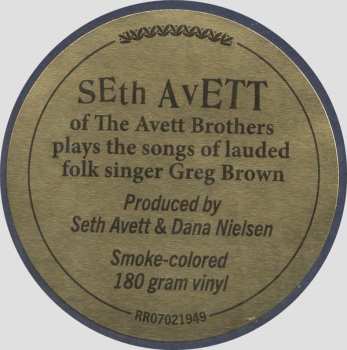 SEth AvETT
of The Avett Brothers
plays the songs of lauded
folk singer Greg Brown
Produced by
Seth Avett & Dana Nielsen
Smoke-colored
180 gram vinyl
RR07021949